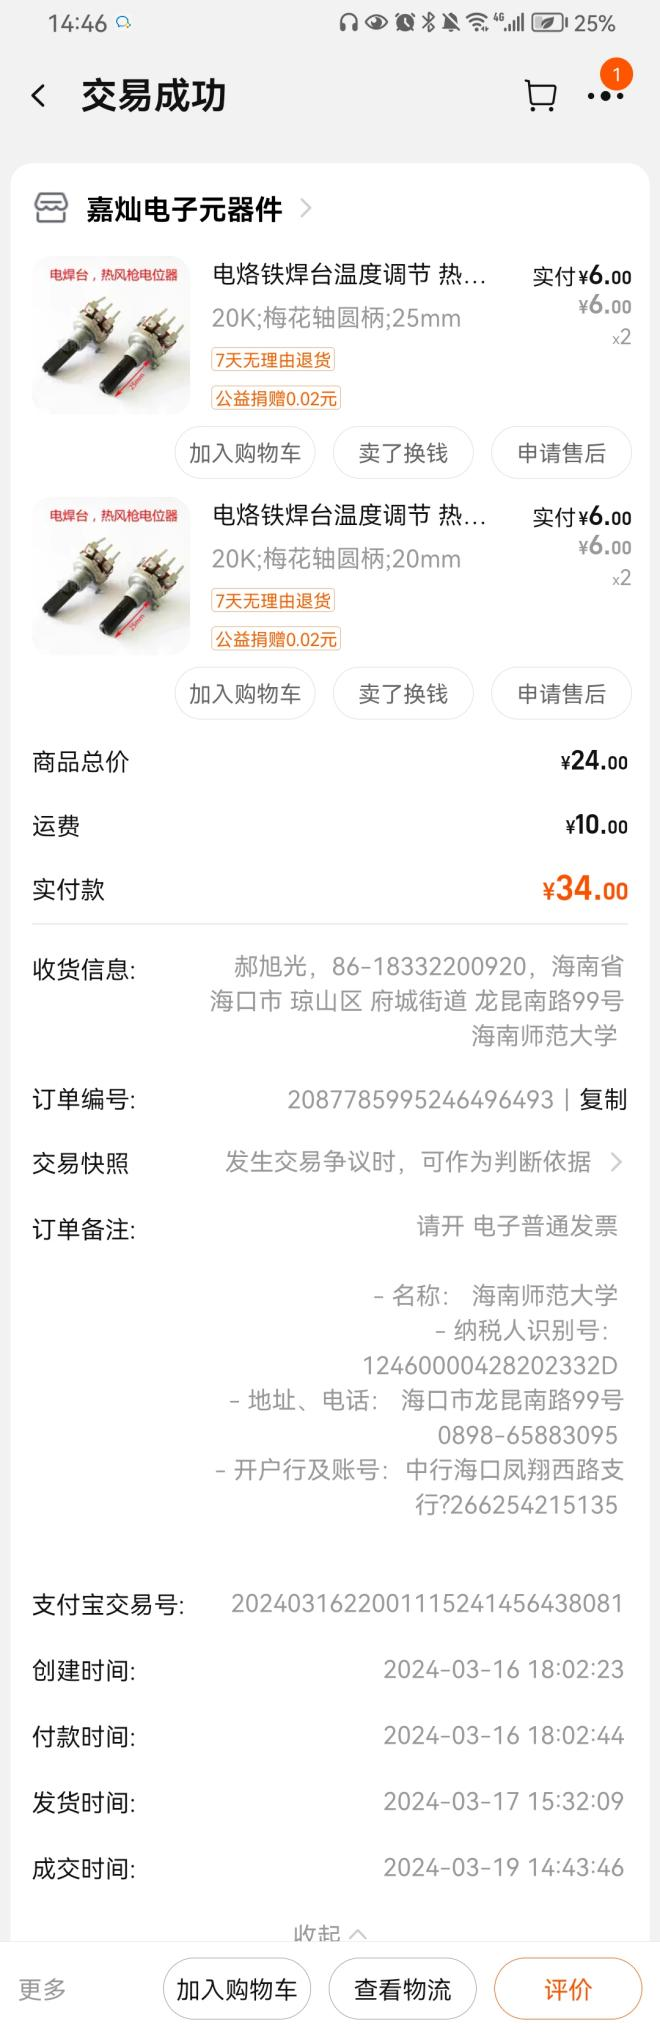 14:46
4G
25%
交易成功
1
嘉灿电子元器件
电焊台，热风枪电位器
25mm
电烙铁焊台温度调节 热...
实付¥6.00
20K;梅花轴圆柄;25mm
¥6.00
x2
7天无理由退货
公益捐赠0.02元
加入购物车
卖了换钱
申请售后
电焊台，热风枪电位器
25mm
电烙铁焊台温度调节 热...
实付¥6.00
20K;梅花轴圆柄;20mm
¥6.00
x2
7天无理由退货
公益捐赠0.02元
加入购物车
卖了换钱
申请售后
商品总价
¥24.00
运费
¥10.00
实付款
¥34.00
收货信息:
郝旭光，86-18332200920，海南省
海口市 琼山区 府城街道 龙昆南路99号
海南师范大学
订单编号:
2087785995246496493 | 复制
交易快照
发生交易争议时，可作为判断依据
订单备注:
请开 电子普通发票
- 名称： 海南师范大学
- 纳税人识别号：
12460000428202332D
- 地址、电话： 海口市龙昆南路99号
0898-65883095
- 开户行及账号：中行海口凤翔西路支
行?266254215135
支付宝交易号:
2024031622001115241456438081
创建时间:
2024-03-16 18:02:23
付款时间:
2024-03-16 18:02:44
发货时间:
2024-03-17 15:32:09
成交时间:
2024-03-19 14:43:46
收起
更多
加入购物车
查看物流
评价